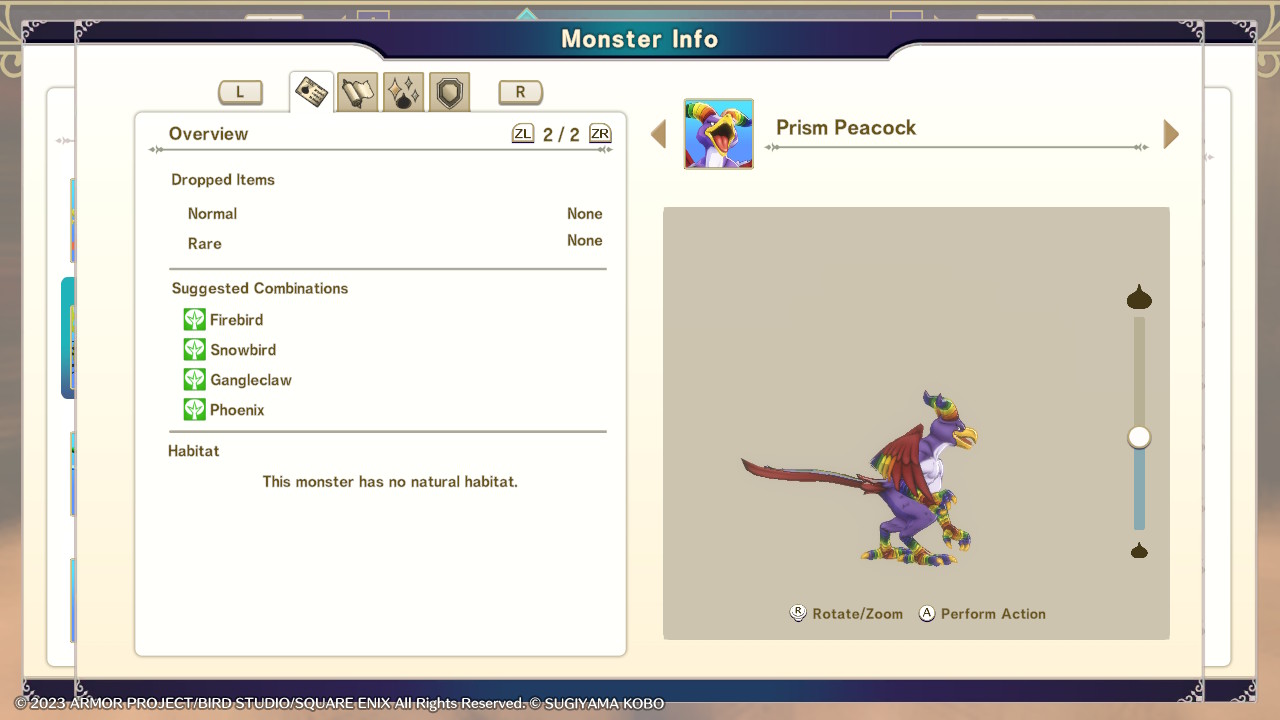 Monster Info
L
R
Overview
ZL 2 / 2 ZR
Dropped Items
Normal None
Rare None
Suggested Combinations
Firebird
Snowbird
Gangleclaw
Phoenix
Habitat
This monster has no natural habitat.
Prism Peacock
R Rotate/Zoom A Perform Action
© 2023 ARMOR PROJECT/BIRD STUDIO/SQUARE ENIX All Rights Reserved. © SUGIYAMA KOBO